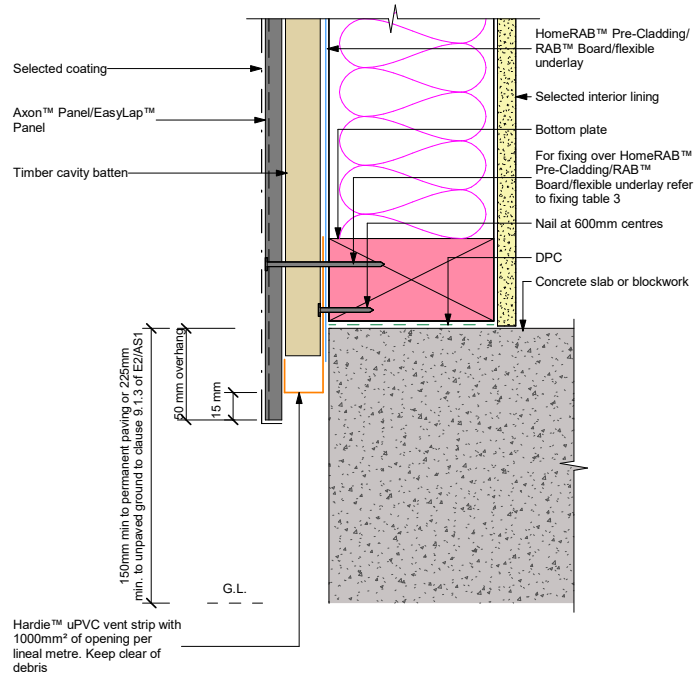 HomeRAB™ Pre-Cladding/
RAB™ Board/flexible
underlay
Selected coating
Selected interior lining
Axon™ Panel/EasyLap™
Panel
Bottom plate
For fixing over HomeRAB™
Pre-Cladding/RAB™
Board/flexible underlay refer
to fixing table 3
Timber cavity batten
Nail at 600mm centres
DPC
Concrete slab or blockwork
150mm min to permanent paving or 225mm
min. to unpaved ground to clause 9.1.3 of E2/AS1
50 mm overhang
15 mm
G.L.
Hardie™ uPVC vent strip with
1000mm² of opening per
lineal metre. Keep clear of
debris